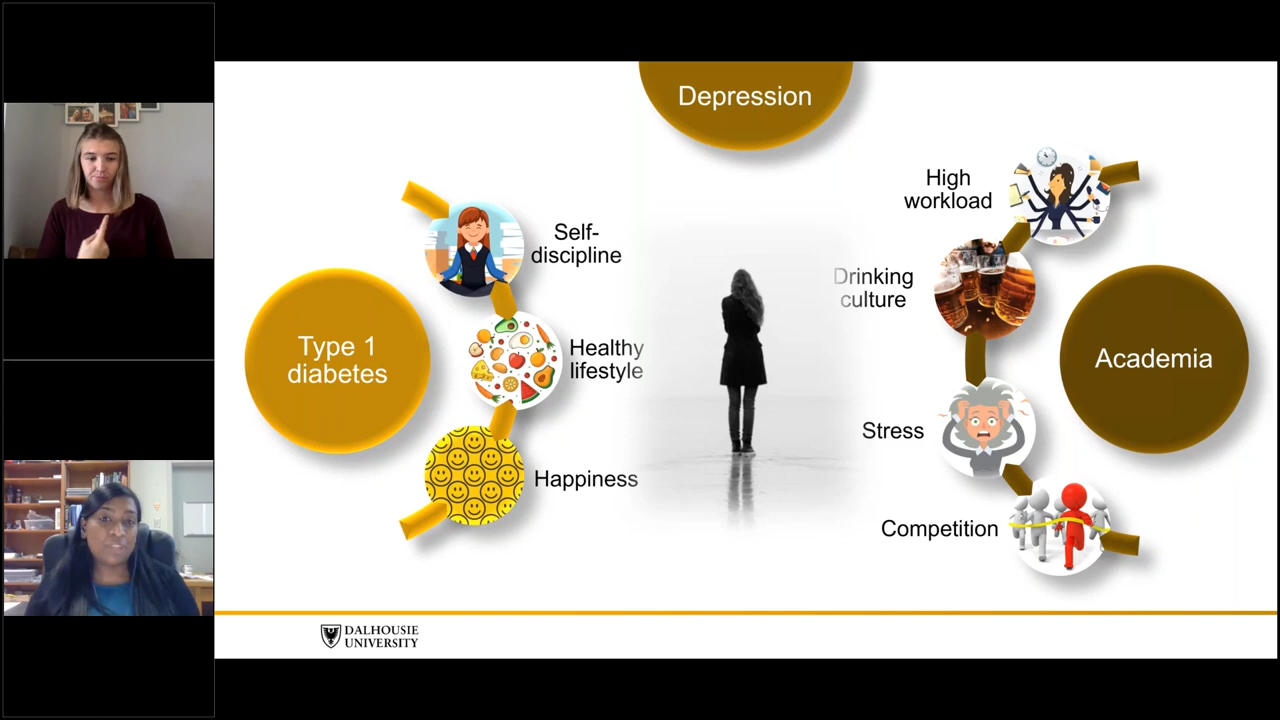 Depression
Type 1
diabetes
Self-
discipline
Healthy
lifestyle
Happiness
High
workload
Drinking
culture
Stress
Competition
Academia
DALHOUSIE
UNIVERSITY